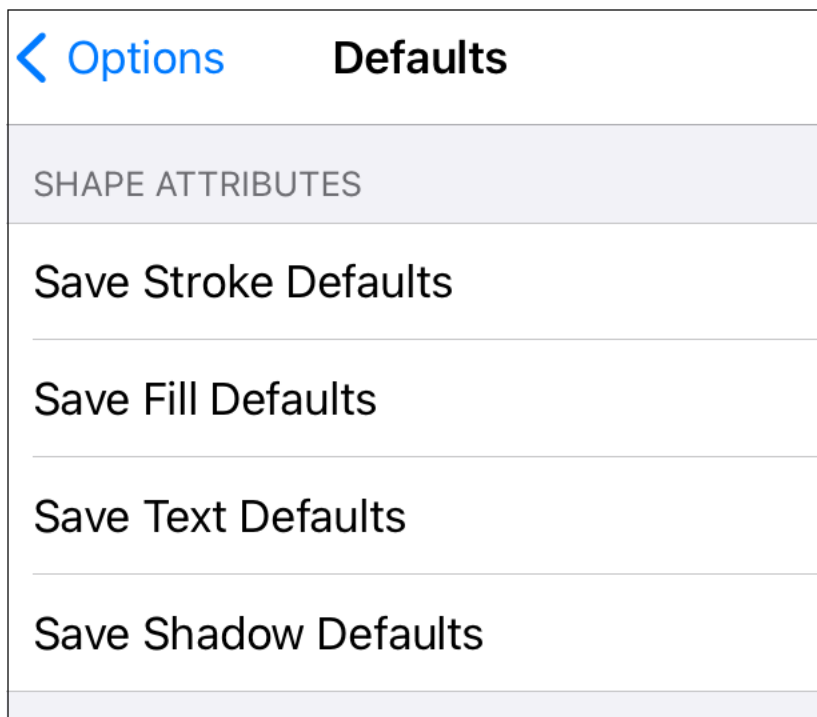 Options Defaults
SHAPE ATTRIBUTES
Save Stroke Defaults
Save Fill Defaults
Save Text Defaults
Save Shadow Defaults